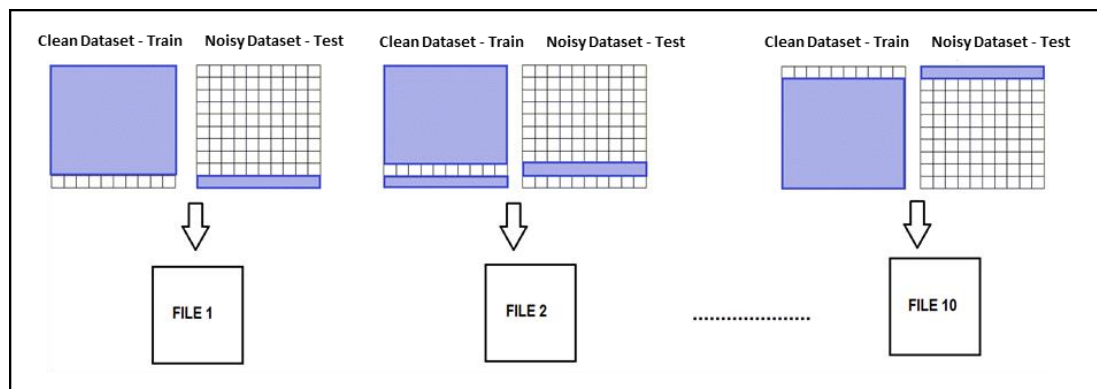 Clean Dataset - Train Noisy Dataset - Test Clean Dataset - Train Noisy Dataset - Test Clean Dataset - Train Noisy Dataset - Test
FILE 1 FILE 2 ...................... FILE 10